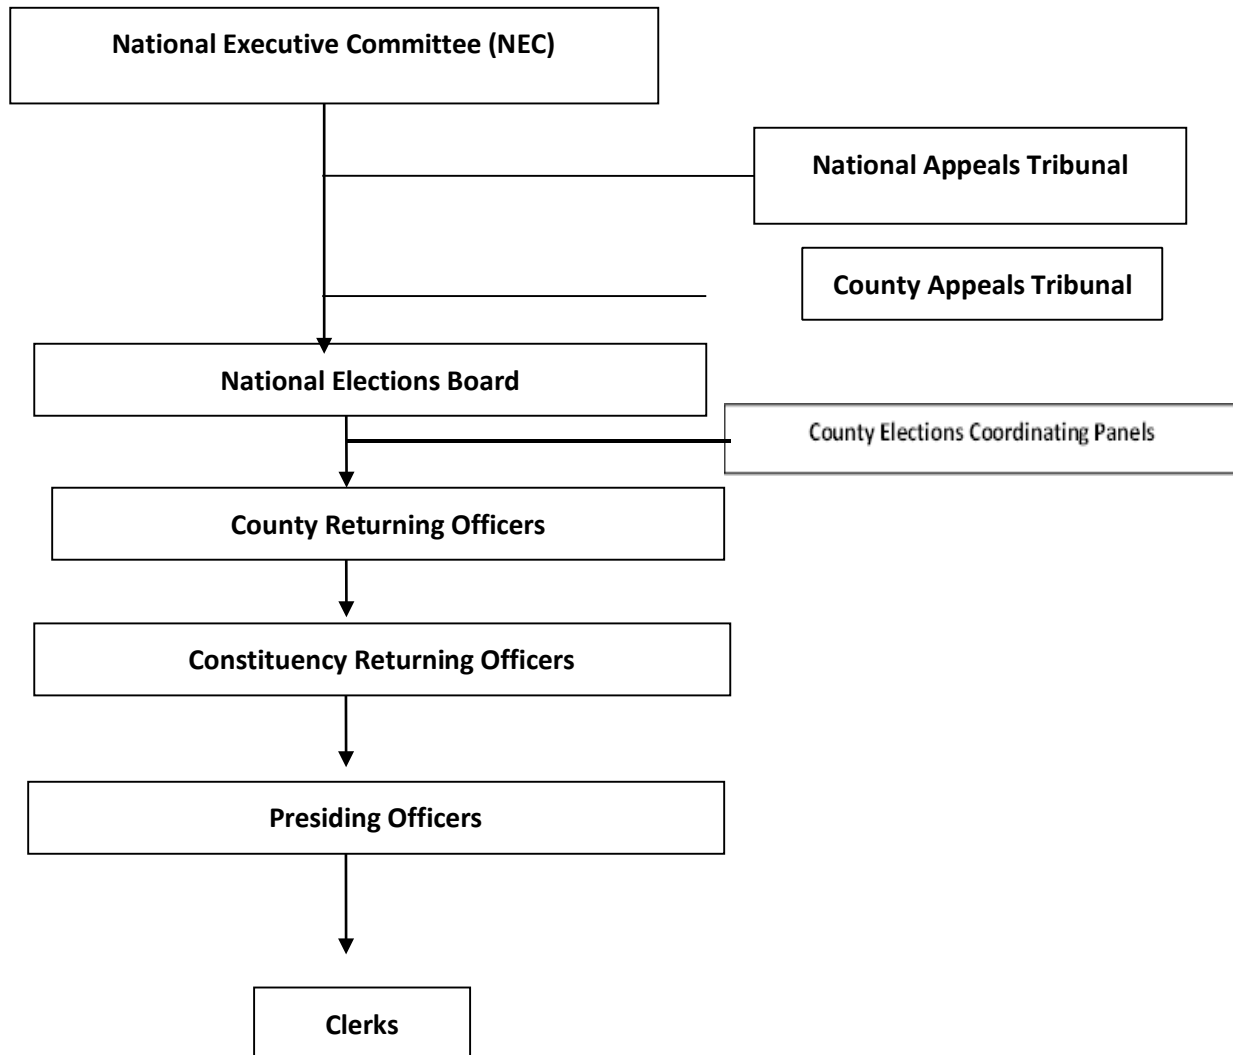 National Executive Committee (NEC)
National Appeals Tribunal
County Appeals Tribunal
National Elections Board
County Elections Coordinating Panels
County Returning Officers
Constituency Returning Officers
Presiding Officers
Clerks